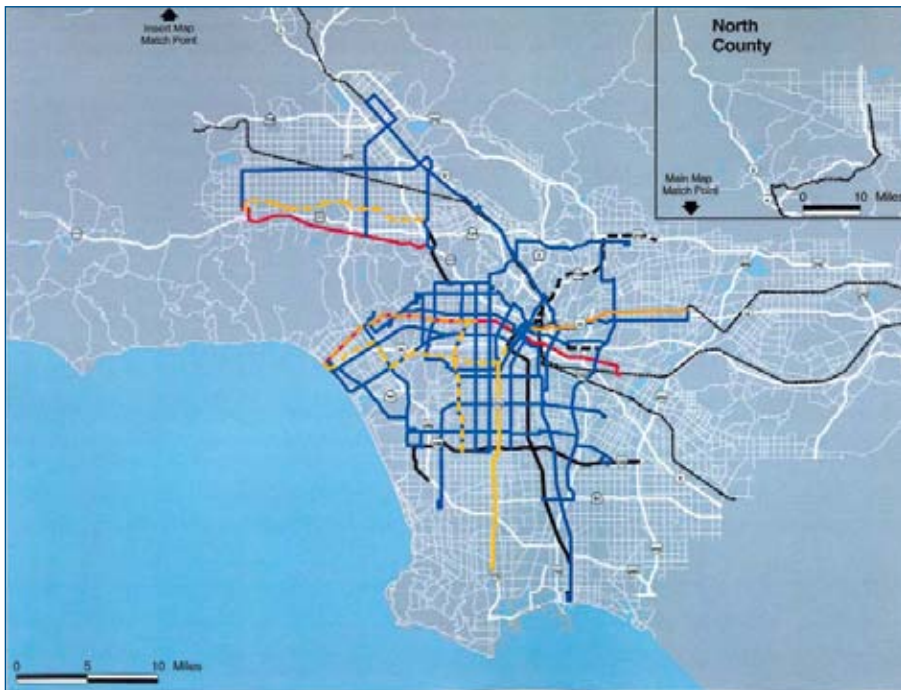 Insert Map
Match Point
North
County
Main Map
Match Point
0 10 Miles
0 5 10 Miles